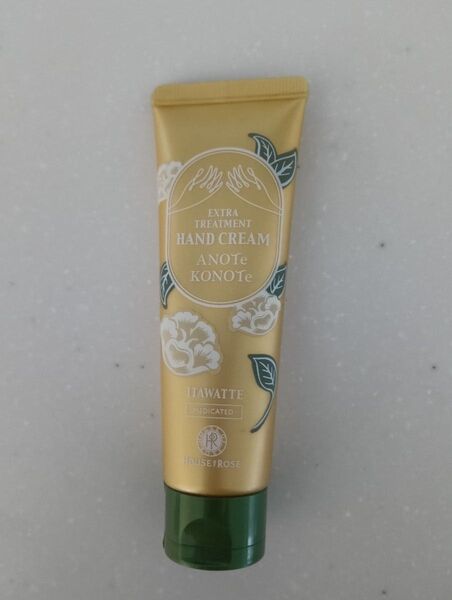 EXTRA
TREATMENT
HAND CREAM
ANOTe
KONOTe
ITAWATTE
MEDICATED
HR
HOUSE OF ROSE